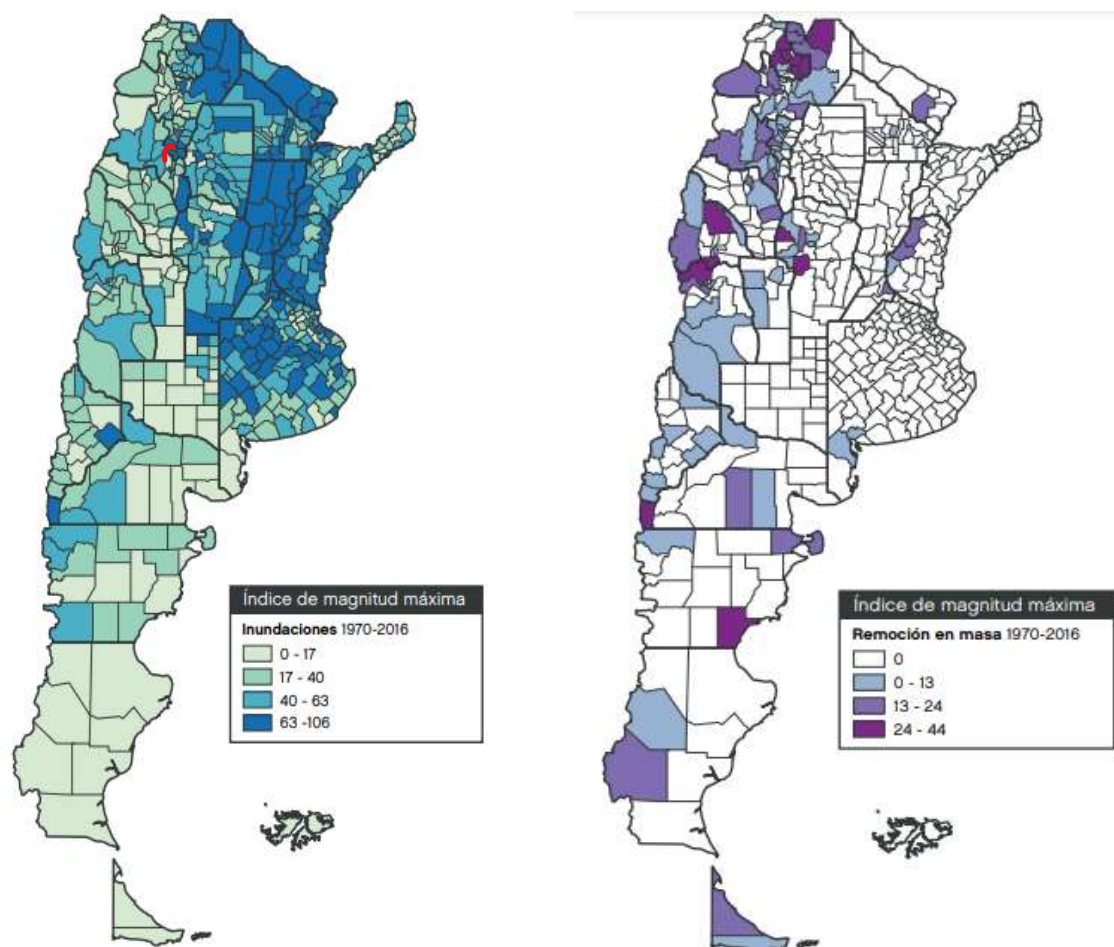 Índice de magnitud máxima
Inundaciones 1970-2016
0 - 17
17 - 40
40 - 63
63 -106
Índice de magnitud máxima
Remoción en masa 1970-2016
0
0 - 13
13 - 24
24 - 44